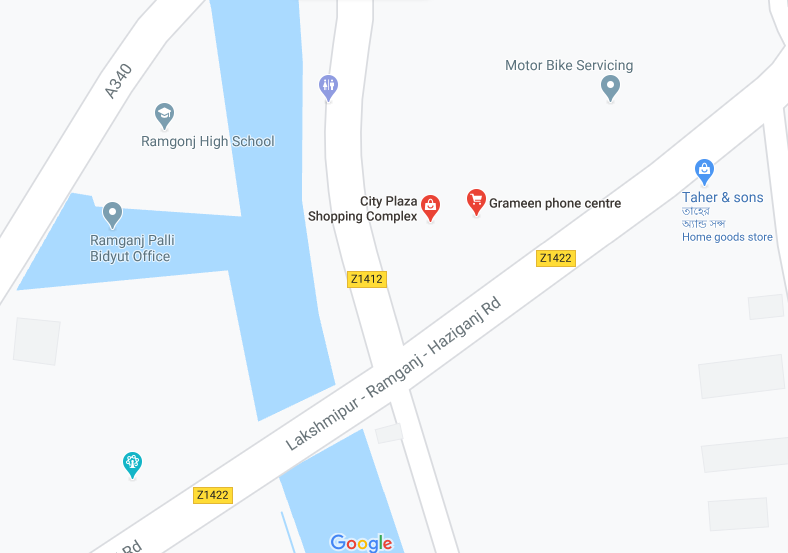 A340
Motor Bike Servicing
Ramgonj High School
City Plaza
Shopping Complex
Grameen phone centre
Taher & sons
তাহের
অ্যান্ড সন্স
Home goods store
Ramganj Palli
Bidyut Office
Z1422
Z1412
Lakshmipur - Ramganj - Haziganj Rd
Z1422
Rd
Google